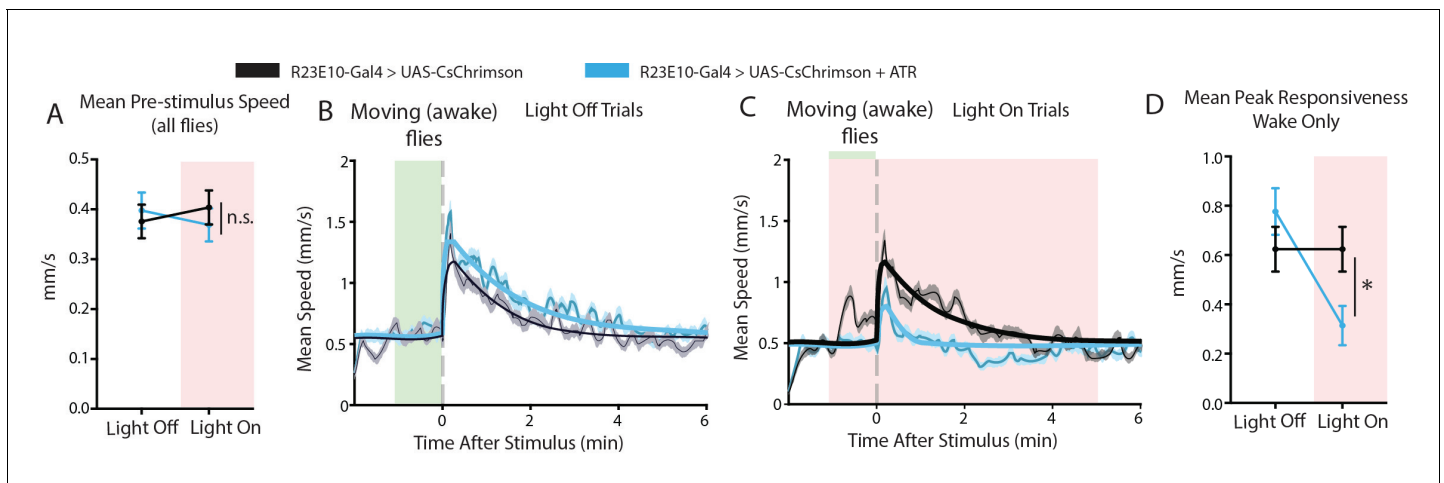 R23E10-Gal4 > UAS-CsChrimson
R23E10-Gal4 > UAS-CsChrimson + ATR
A
Mean Pre-stimulus Speed
(all flies)
mm/s
0.5
0.4
0.3
0.2
0.1
0.0
n.s.
Light Off
Light On
B
Moving (awake)
flies
Light Off Trials
Mean Speed (mm/s)
2
1.5
1
0.5
0
0
2
4
6
Time After Stimulus (min)
C
Moving (awake)
flies
Light On Trials
Mean Speed (mm/s)
2
1.5
1
0.5
0
0
2
4
6
Time After Stimulus (min)
D
Mean Peak Responsiveness
Wake Only
mm/s
1.0
0.8
0.6
0.4
0.2
0.0
*
Light Off
Light On